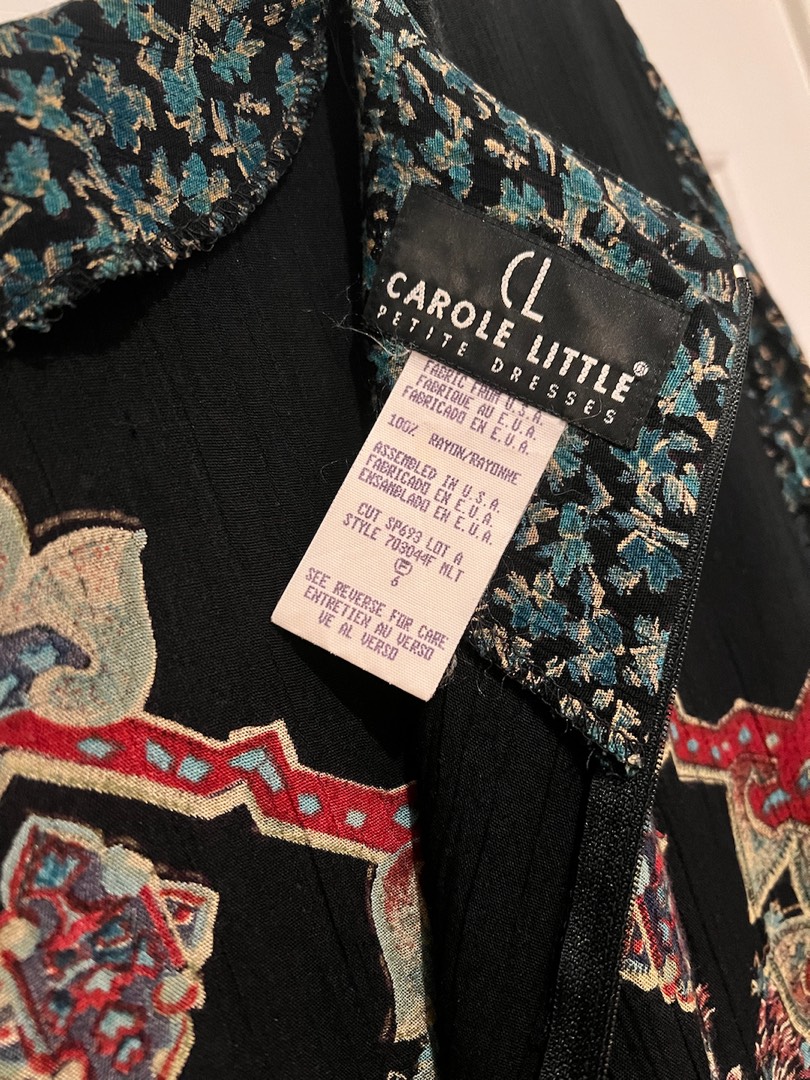 CL
CAROLE LITTLE®
PETITE DRESSES
FABRIC FROM U.S.A.
FABRIQUE AU E.U.A.
FABRICADO EN E.U.A.
100% RAYON/RAYONNE
ASSEMBLED IN U.S.A.
FABRICADO EN E.U.A.
ENSAMBLADO EN E.U.A.
CUT SP693 LOT A
STYLE 703044F MLT
P
6
SEE REVERSE FOR CARE
ENTRETIEN AU VERSO
VE AL VERSO